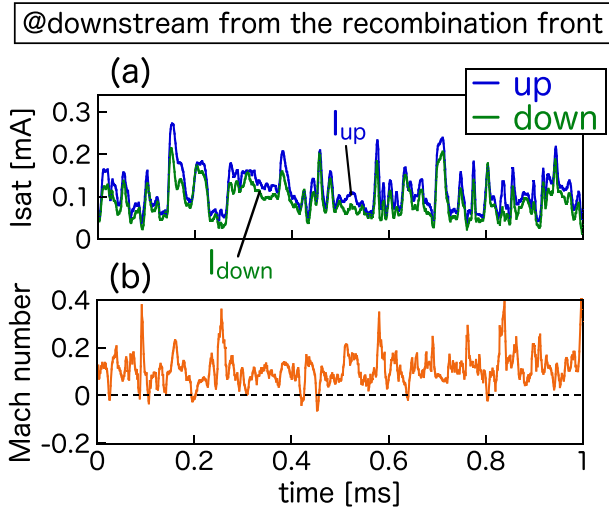 @downstream from the recombination front
(a)
up
down
Isat [mA]
0.3
0.2
0.1
0
Iup
Idown
(b)
Mach number
0.4
0.2
0
-0.2
0 0.2 0.4 0.6 0.8 1
time [ms]